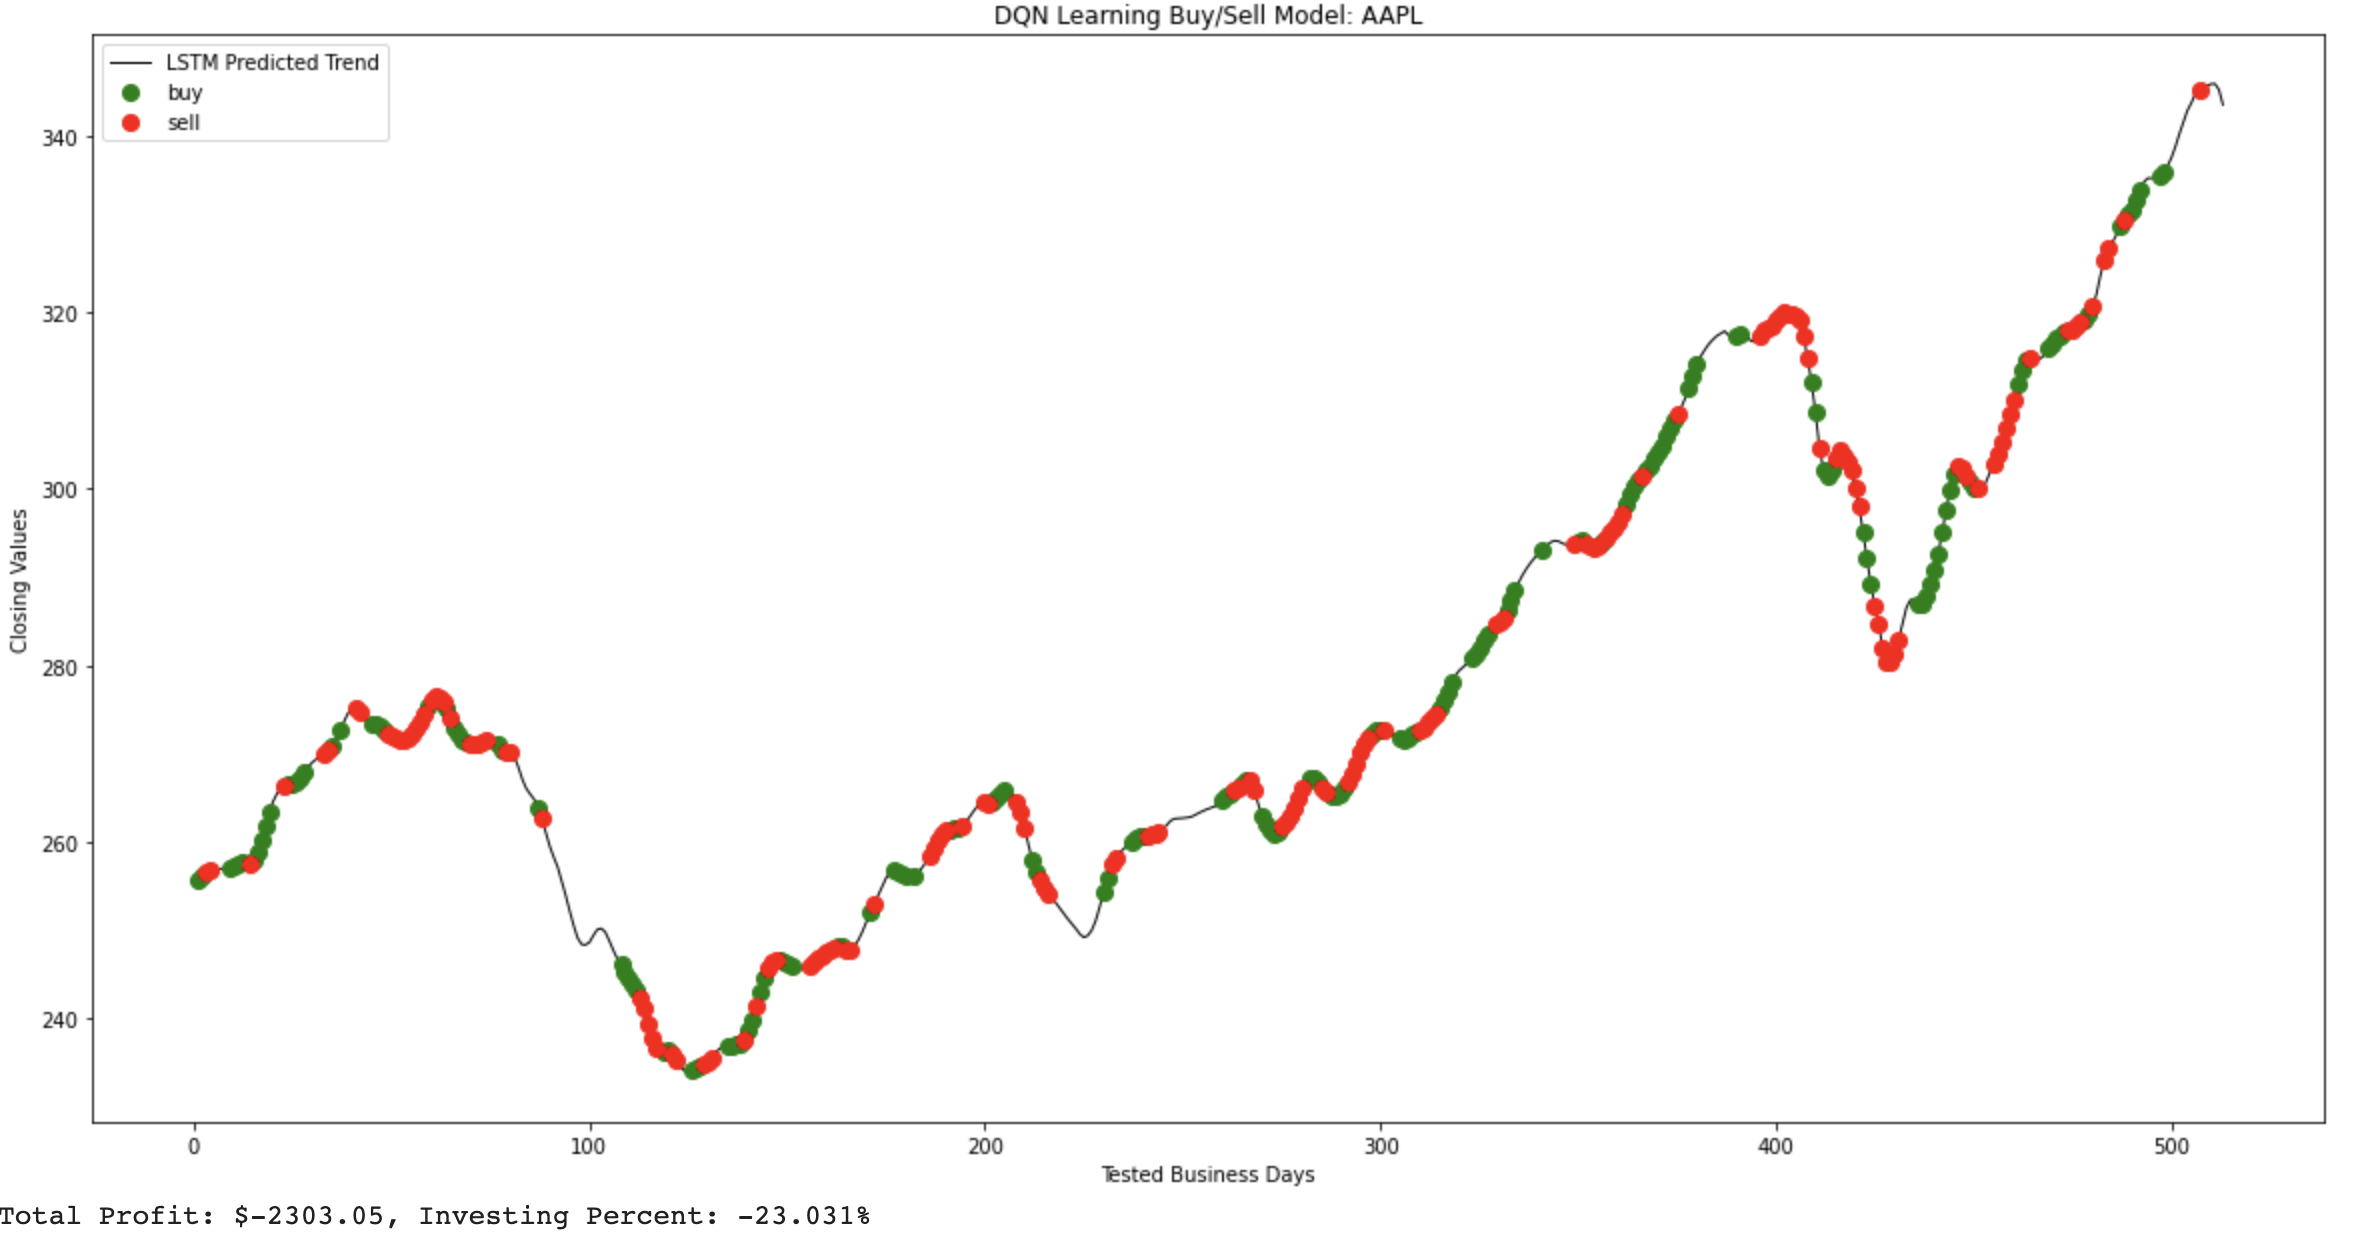 DQN Learning Buy/Sell Model: AAPL
LSTM Predicted Trend
buy
sell
Closing Values
340
320
300
280
260
240
0 100 200 300 400 500
Tested Business Days
Total Profit: $-2303.05, Investing Percent: -23.031%